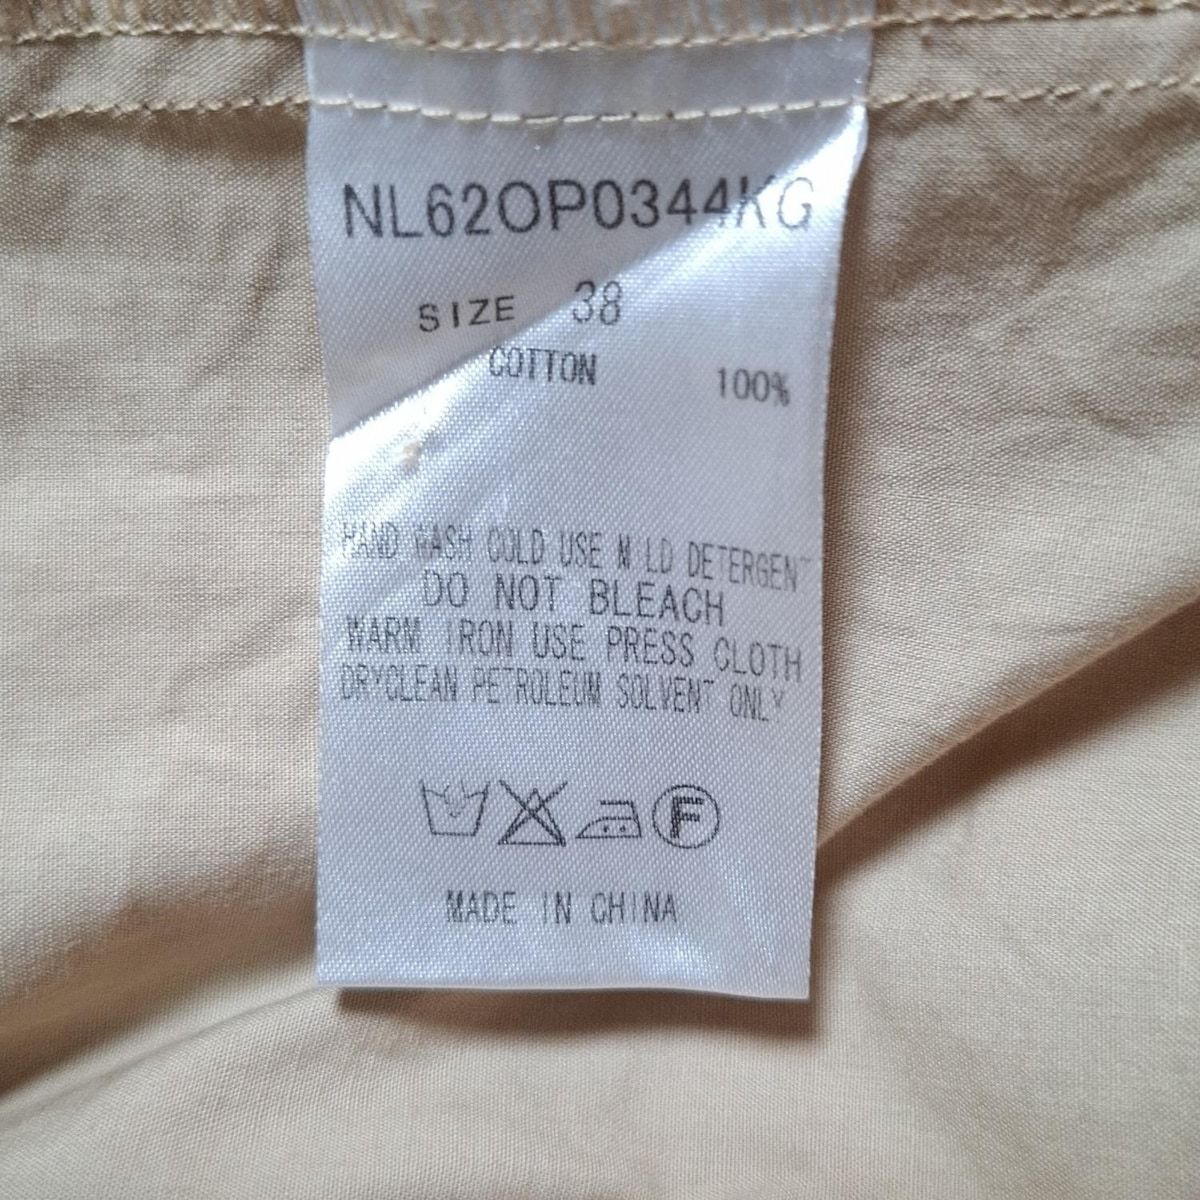 NL62OP0344KG
SIZE 38
COTTON 100%
HAND WASH COLD USE MILD DETERGENT
DO NOT BLEACH
WARM IRON USE PRESS CLOTH
DRYCLEAN PETROLEUM SOLVENT ONLY
F
MADE IN CHINA